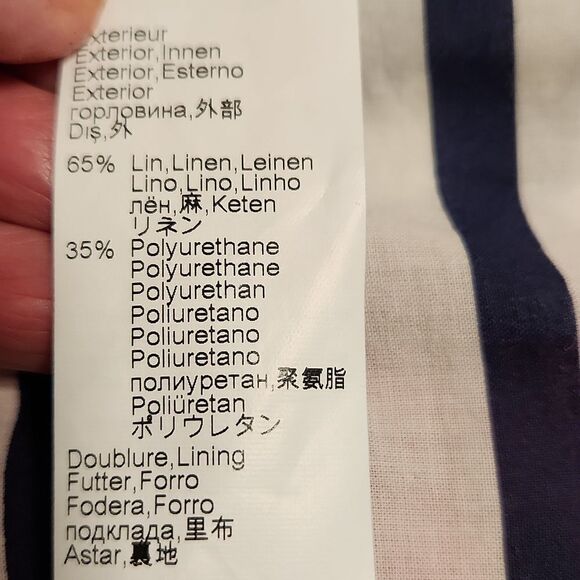 Exterieur
Exterior,Innen
Exterior,Esterno
Exterior
горловина,外部
Dış,外
65% Lin,Linen,Leinen
Lino,Lino,Linho
лён,麻,Keten
リネン
35% Polyurethane
Polyurethane
Polyurethan
Poliuretano
Poliuretano
Poliuretano
полиуретан,聚氨脂
Poliüretan
ポリウレタン
Doublure,Lining
Futter,Forro
Fodera,Forro
подклада,里布
Astar,裏地